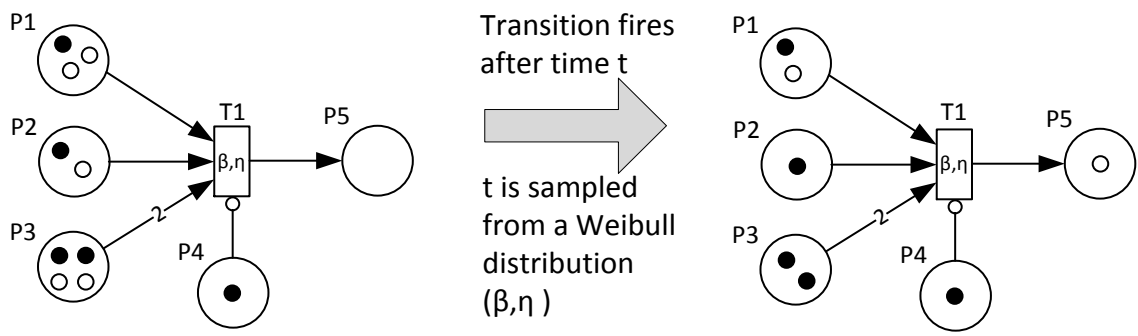 P1
T1
P2
P5
β,η
2
P3
P4
Transition fires
after time t
t is sampled
from a Weibull
distribution
(β,η )
P1
T1
P2
P5
β,η
2
P3
P4